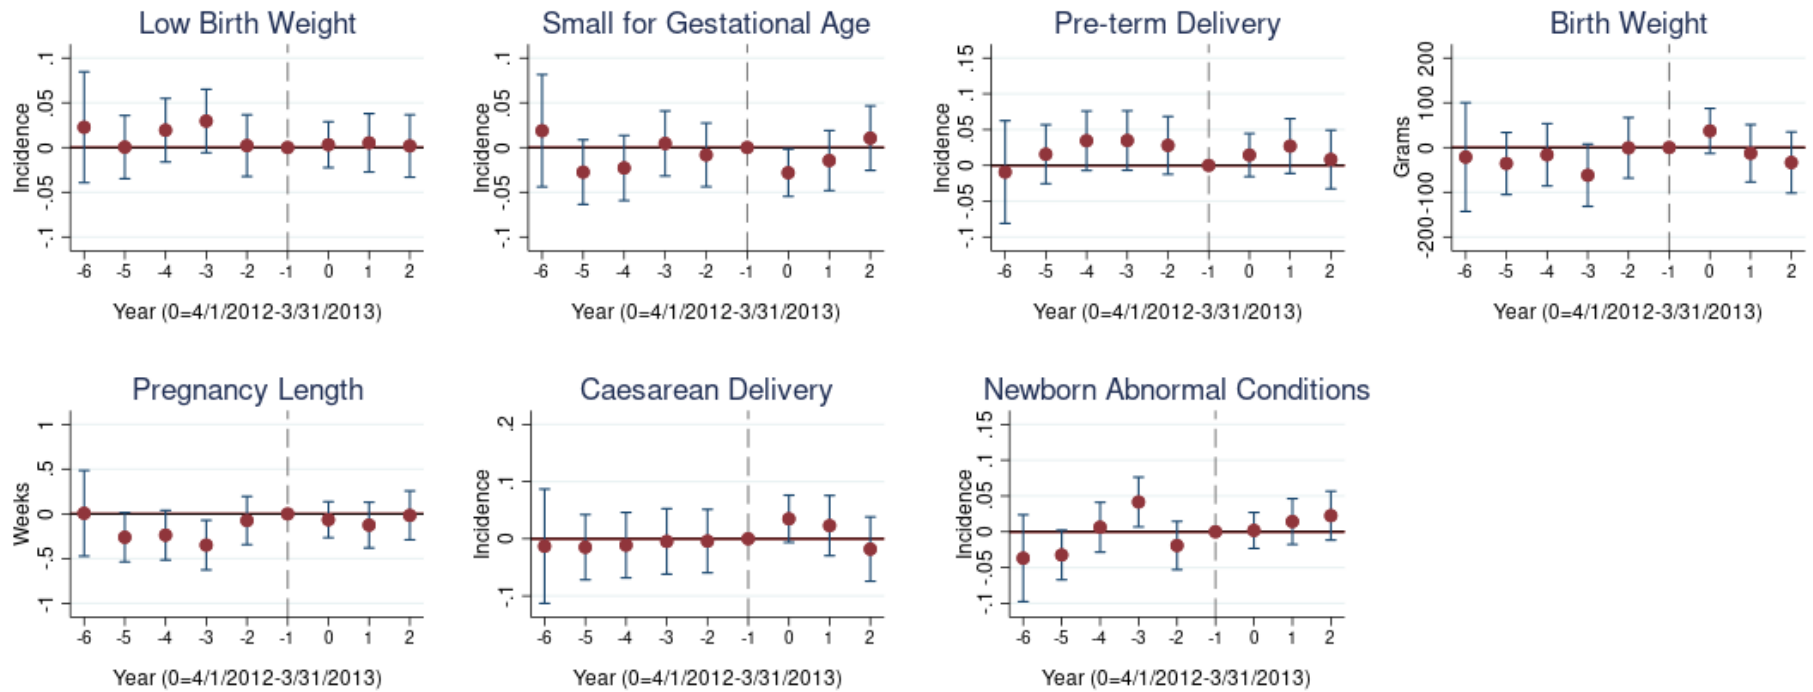 Low Birth Weight
Incidence
.1
.05
0
-.05
-.1
-6 -5 -4 -3 -2 -1 0 1 2
Year (0=4/1/2012-3/31/2013)
Small for Gestational Age
Incidence
.1
.05
0
-.05
-.1
-6 -5 -4 -3 -2 -1 0 1 2
Year (0=4/1/2012-3/31/2013)
Pre-term Delivery
Incidence
.15
.1
.05
0
-.05
-.1
-6 -5 -4 -3 -2 -1 0 1 2
Year (0=4/1/2012-3/31/2013)
Birth Weight
Grams
200
100
0
-100
-200
-6 -5 -4 -3 -2 -1 0 1 2
Year (0=4/1/2012-3/31/2013)
Pregnancy Length
Weeks
1
.5
0
-.5
-1
-6 -5 -4 -3 -2 -1 0 1 2
Year (0=4/1/2012-3/31/2013)
Caesarean Delivery
Incidence
.2
.1
0
-.1
-6 -5 -4 -3 -2 -1 0 1 2
Year (0=4/1/2012-3/31/2013)
Newborn Abnormal Conditions
Incidence
.15
.1
.05
0
-.05
-.1
-6 -5 -4 -3 -2 -1 0 1 2
Year (0=4/1/2012-3/31/2013)